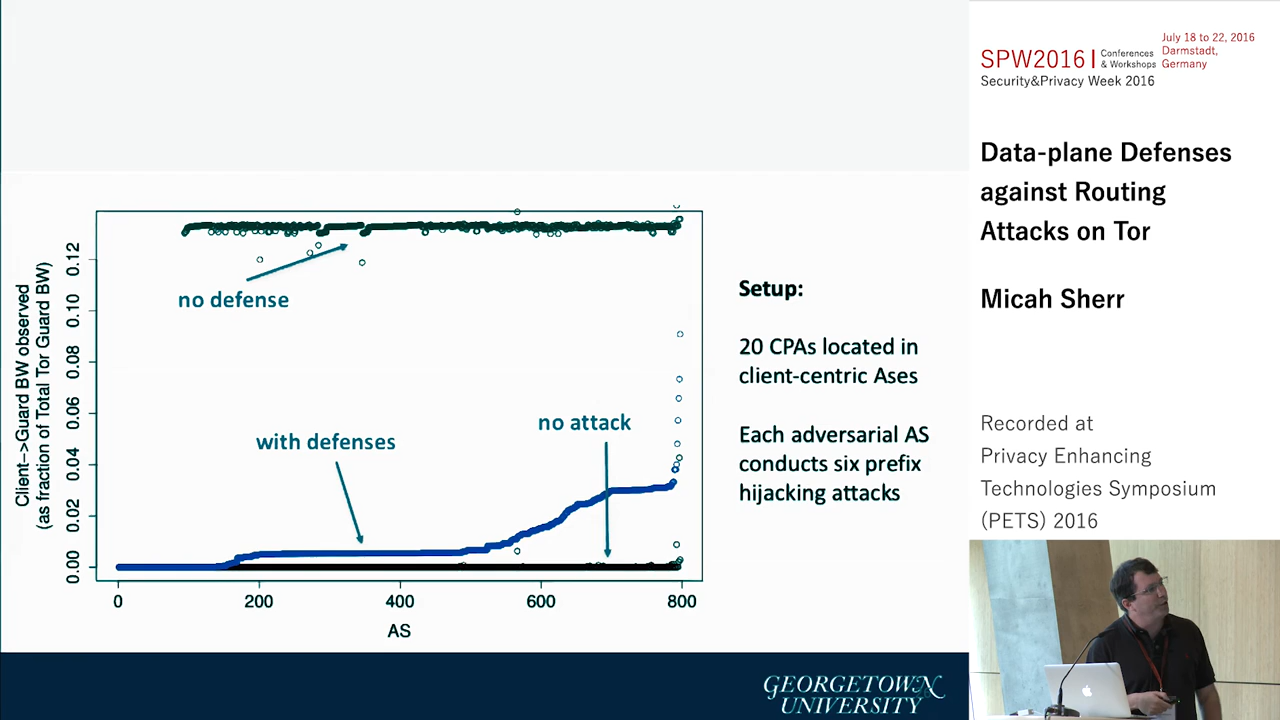 0.12
0.10
0.08
0.06
0.04
0.02
0.00
Client->Guard BW observed
(as fraction of Total Tor Guard BW)
no defense
with defenses
no attack
0
200
400
600
800
AS
Setup:
20 CPAs located in
client-centric Ases
Each adversarial AS
conducts six prefix
hijacking attacks
GEORGETOWN
UNIVERSITY
SPW2016
Conferences
& Workshops
July 18 to 22, 2016
Darmstadt,
Germany
Security&Privacy Week 2016
Data-plane Defenses
against Routing
Attacks on Tor
Micah Sherr
Recorded at
Privacy Enhancing
Technologies Symposium
(PETS) 2016